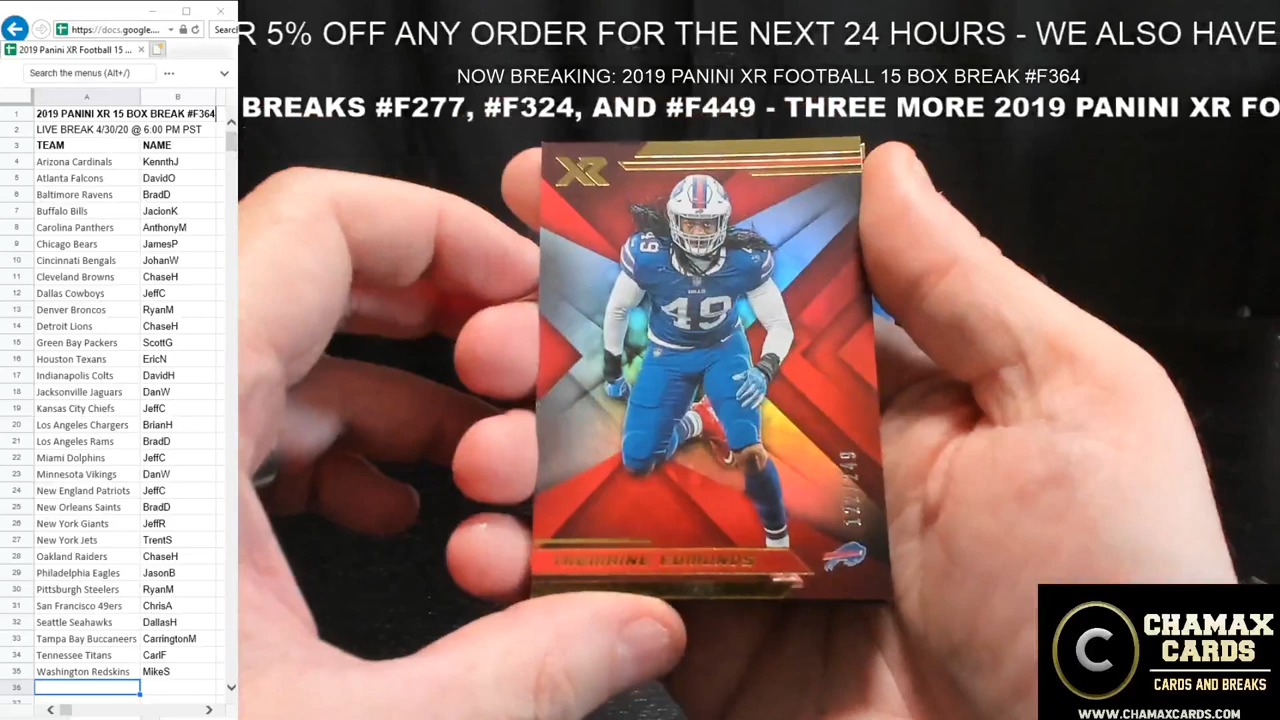 https://docs.google....
Searc
2019 Panini XR Football 15 ...
Search the menus (Alt+/)
A B
1 2019 PANINI XR 15 BOX BREAK #F364
2 LIVE BREAK 4/30/20 @ 6:00 PM PST
3 TEAM NAME
4 Arizona Cardinals KennthJ
5 Atlanta Falcons DavidO
6 Baltimore Ravens BradD
7 Buffalo Bills JacionK
8 Carolina Panthers AnthonyM
9 Chicago Bears JamesP
10 Cincinnati Bengals JohanW
11 Cleveland Browns ChaseH
12 Dallas Cowboys JeffC
13 Denver Broncos RyanM
14 Detroit Lions ChaseH
15 Green Bay Packers ScottG
16 Houston Texans EricN
17 Indianapolis Colts DavidH
18 Jacksonville Jaguars DanW
19 Kansas City Chiefs JeffC
20 Los Angeles Chargers BrianH
21 Los Angeles Rams BradD
22 Miami Dolphins JeffC
23 Minnesota Vikings DanW
24 New England Patriots JeffC
25 New Orleans Saints BradD
26 New York Giants JeffR
27 New York Jets TrentS
28 Oakland Raiders ChaseH
29 Philadelphia Eagles JasonB
30 Pittsburgh Steelers RyanM
31 San Francisco 49ers ChrisA
32 Seattle Seahawks DallasH
33 Tampa Bay Buccaneers CarringtonM
34 Tennessee Titans CarlF
35 Washington Redskins MikeS
36
R 5% OFF ANY ORDER FOR THE NEXT 24 HOURS - WE ALSO HAVE
NOW BREAKING: 2019 PANINI XR FOOTBALL 15 BOX BREAK #F364
BREAKS #F277, #F324, AND #F449 - THREE MORE 2019 PANINI XR FO
XR
49
BILLS
49
TREMAINE EDMUNDS
C
CHAMAX
CARDS
CARDS AND BREAKS
WWW.CHAMAXCARDS.COM